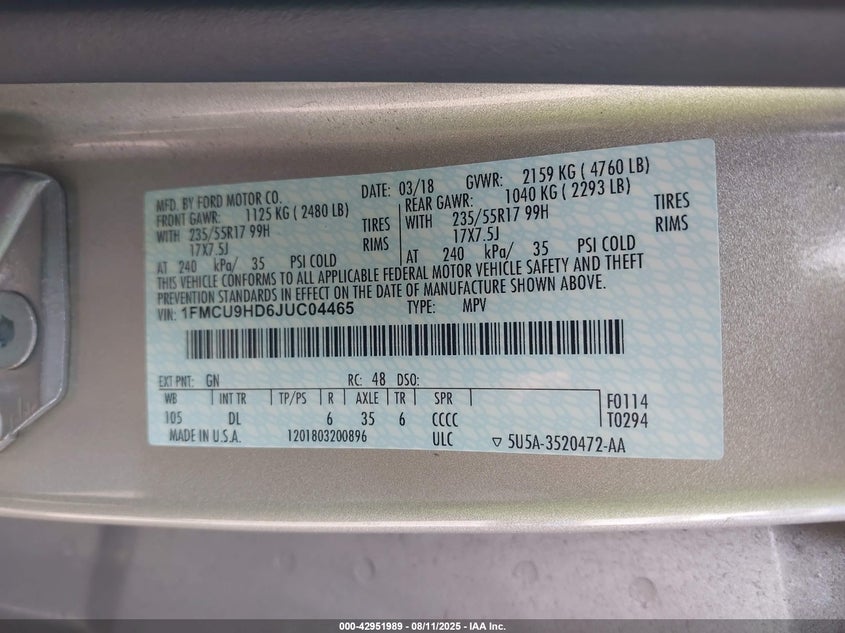 MFD. BY FORD MOTOR CO. DATE: 03/18 GVWR: 2159 KG ( 4760 LB)
FRONT GAWR: 1125 KG ( 2480 LB) REAR GAWR: 1040 KG ( 2293 LB)
WITH 235/55R17 99H TIRES WITH 235/55R17 99H TIRES
17X7.5J RIMS 17X7.5J RIMS
AT 240 kPa/ 35 PSI COLD AT 240 kPa/ 35 PSI COLD
THIS VEHICLE CONFORMS TO ALL APPLICABLE FEDERAL MOTOR VEHICLE SAFETY AND THEFT
PREVENTION STANDARDS IN EFFECT ON THE DATE OF MANUFACTURE SHOWN ABOVE.
VIN: 1FMCU9HD6JUC04465 TYPE: MPV
EXT PNT: GN RC: 48 DSO:
WB INT TR TP/PS R AXLE TR SPR F0114
105 DL 6 35 6 CCCC T0294
MADE IN U.S.A. 1201803200896 ULC ▽ 5U5A-3520472-AA
000-42951989 - 08/11/2025 - IAA Inc.